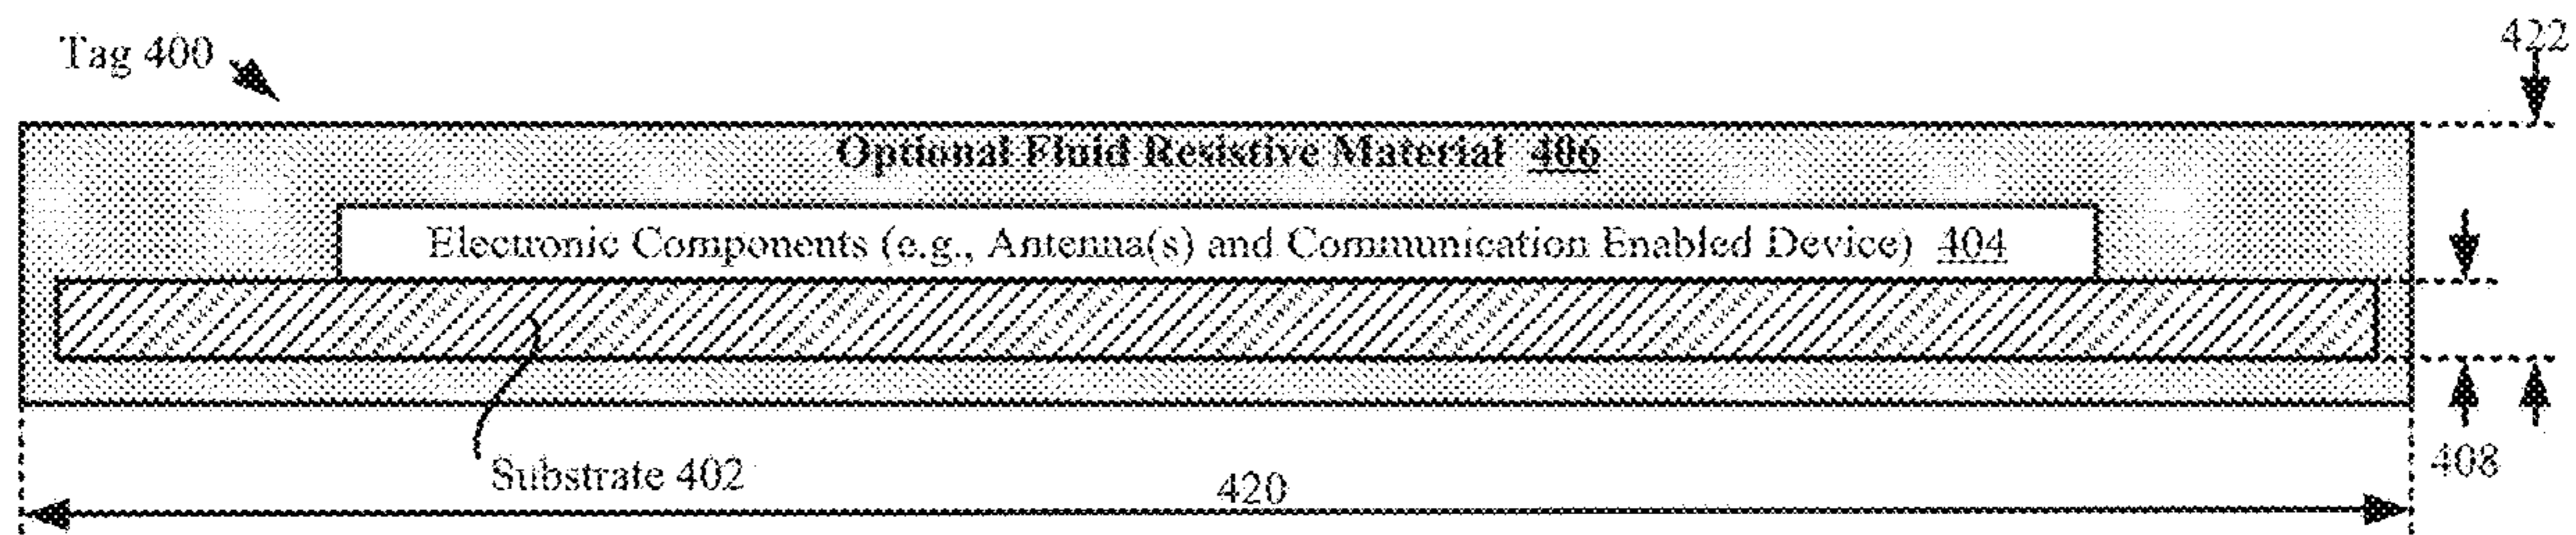 422
Tag 400
Optional Fluid Resistive Material 406
Electronic Components (e.g., Antenna(s) and Communication Enabled Device) 404
408
Substrate 402
420